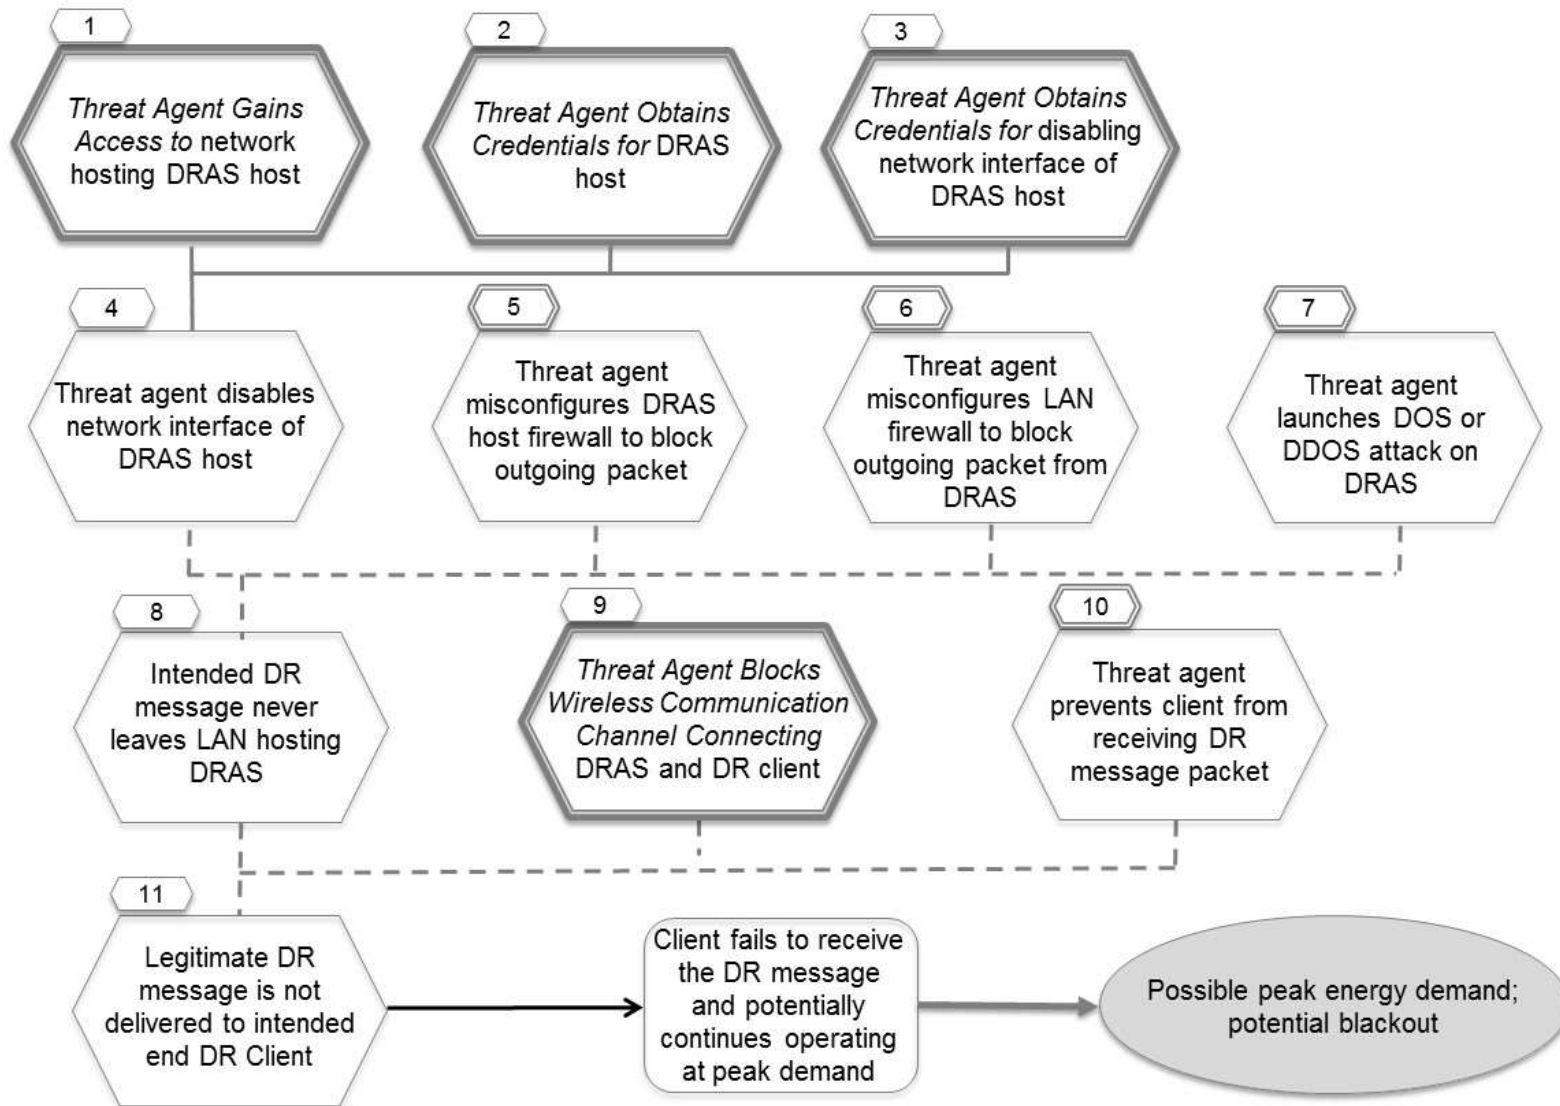 1
Threat Agent Gains
Access to network
hosting DRAS host
2
Threat Agent Obtains
Credentials for DRAS
host
3
Threat Agent Obtains
Credentials for disabling
network interface of
DRAS host
4
Threat agent disables
network interface of
DRAS host
5
Threat agent
misconfigures DRAS
host firewall to block
outgoing packet
6
Threat agent
misconfigures LAN
firewall to block
outgoing packet from
DRAS
7
Threat agent
launches DOS or
DDOS attack on
DRAS
8
Intended DR
message never
leaves LAN hosting
DRAS
9
Threat Agent Blocks
Wireless Communication
Channel Connecting
DRAS and DR client
10
Threat agent
prevents client from
receiving DR
message packet
11
Legitimate DR
message is not
delivered to intended
end DR Client
Client fails to receive
the DR message
and potentially
continues operating
at peak demand
Possible peak energy demand;
potential blackout